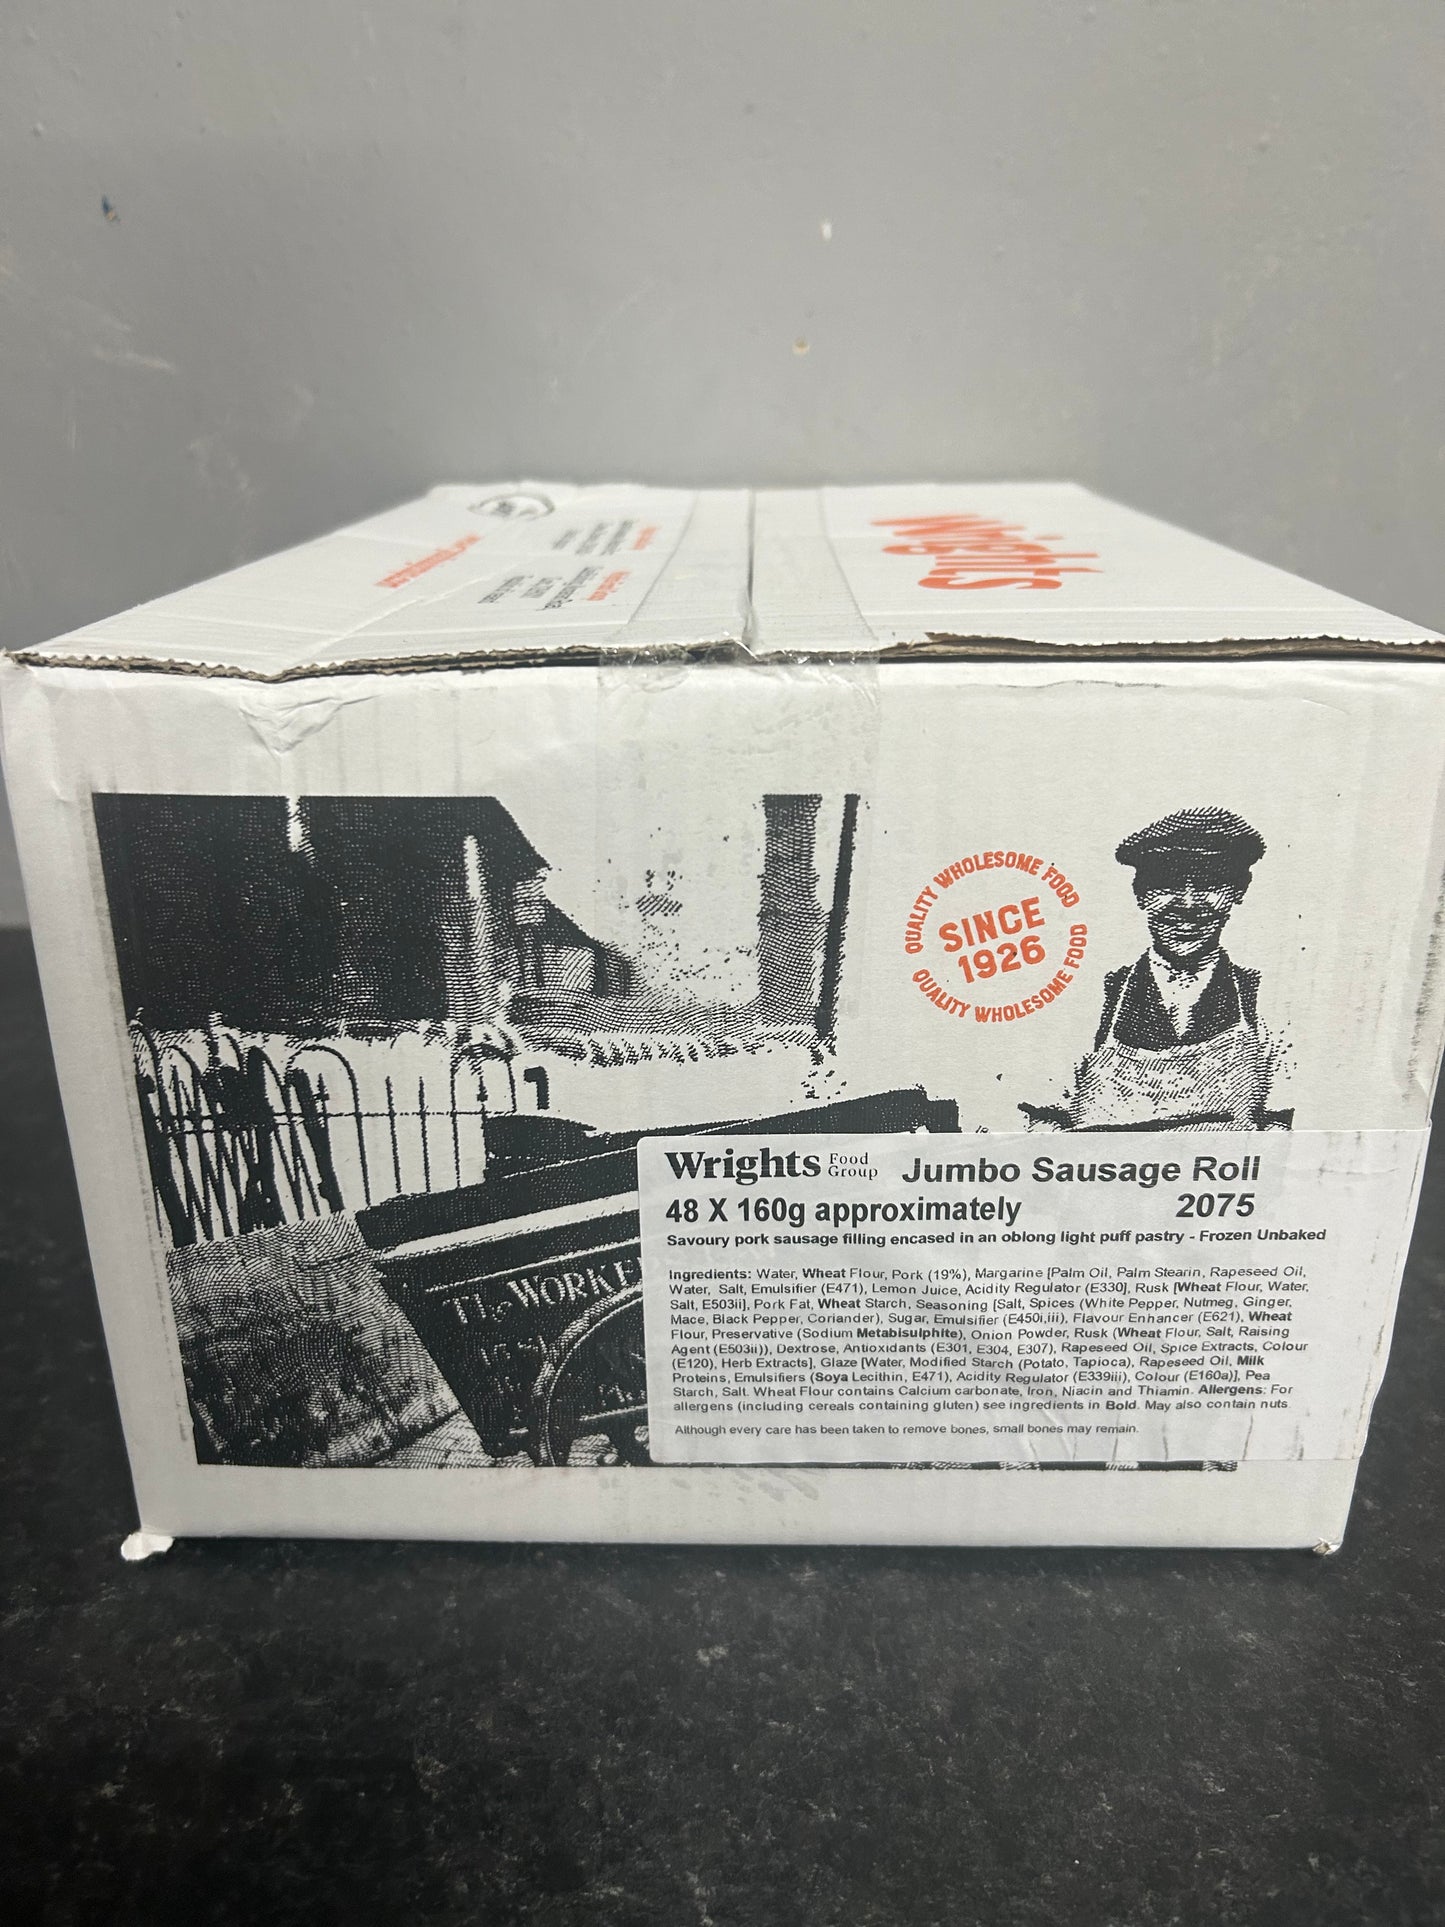 Wrights
QUALITY WHOLESOME FOOD
SINCE
1926
QUALITY WHOLESOME FOOD
The WORKE
Wrights Food Group Jumbo Sausage Roll
48 X 160g approximately 2075
Savoury pork sausage filling encased in an oblong light puff pastry - Frozen Unbaked
Ingredients: Water, Wheat Flour, Pork (19%), Margarine [Palm Oil, Palm Stearin, Rapeseed Oil,
Water, Salt, Emulsifier (E471), Lemon Juice, Acidity Regulator (E330], Rusk [Wheat Flour, Water,
Salt, E503ii], Pork Fat, Wheat Starch, Seasoning [Salt, Spices (White Pepper, Nutmeg, Ginger,
Mace, Black Pepper, Coriander), Sugar, Emulsifier (E450i,iii), Flavour Enhancer (E621), Wheat
Flour, Preservative (Sodium Metabisulphite), Onion Powder, Rusk (Wheat Flour, Salt, Raising
Agent (E503ii)), Dextrose, Antioxidants (E301, E304, E307), Rapeseed Oil, Spice Extracts, Colour
(E120), Herb Extracts], Glaze [Water, Modified Starch (Potato, Tapioca), Rapeseed Oil, Milk
Proteins, Emulsifiers (Soya Lecithin, E471), Acidity Regulator (E339iii), Colour (E160a)], Pea
Starch, Salt. Wheat Flour contains Calcium carbonate, Iron, Niacin and Thiamin. Allergens: For
allergens (including cereals containing gluten) see ingredients in Bold. May also contain nuts.
Although every care has been taken to remove bones, small bones may remain.